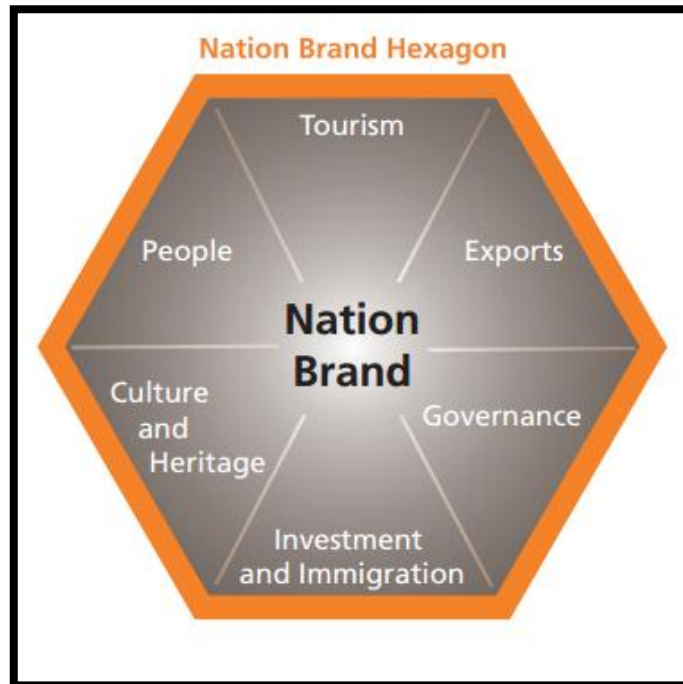 Nation Brand Hexagon
Tourism
People
Exports
Nation
Brand
Culture
and
Heritage
Governance
Investment
and Immigration